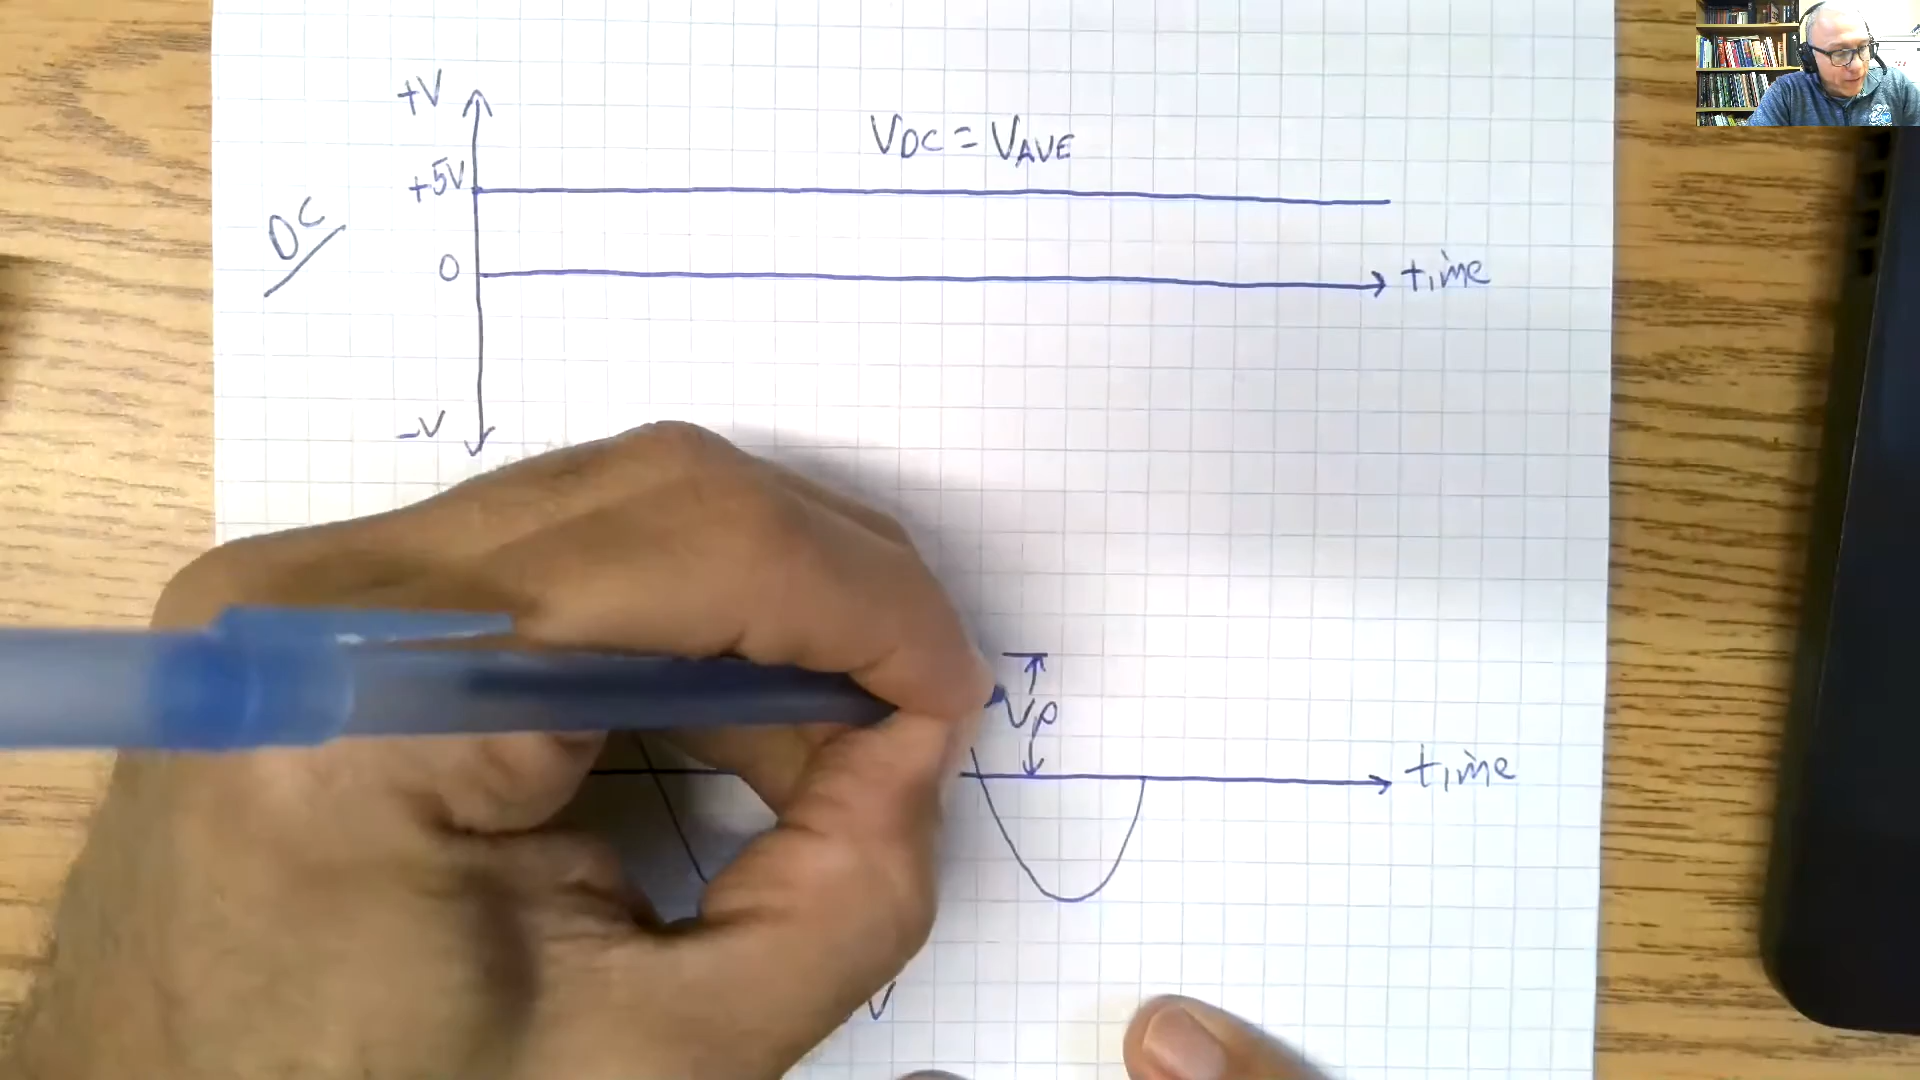 +V
VDC = VAVE
+5V
DC
0
time
-V
Vp
time
V